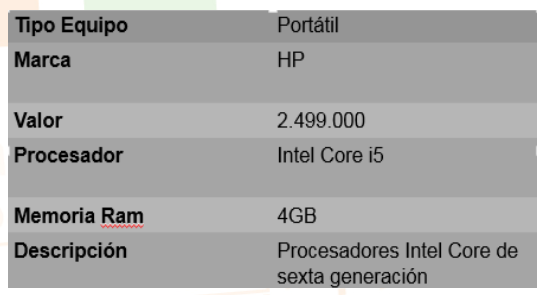 Tipo Equipo Portátil
Marca HP
Valor 2.499.000
Procesador Intel Core i5
Memoria Ram 4GB
Descripción Procesadores Intel Core de
sexta generación